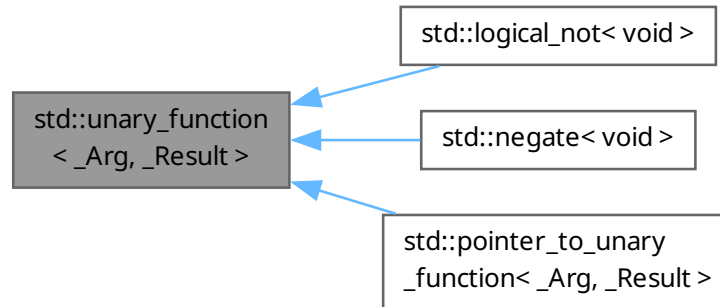 std::logical_not< void >
std::unary_function
< _Arg, _Result >
std::negate< void >
std::pointer_to_unary
_function< _Arg, _Result >